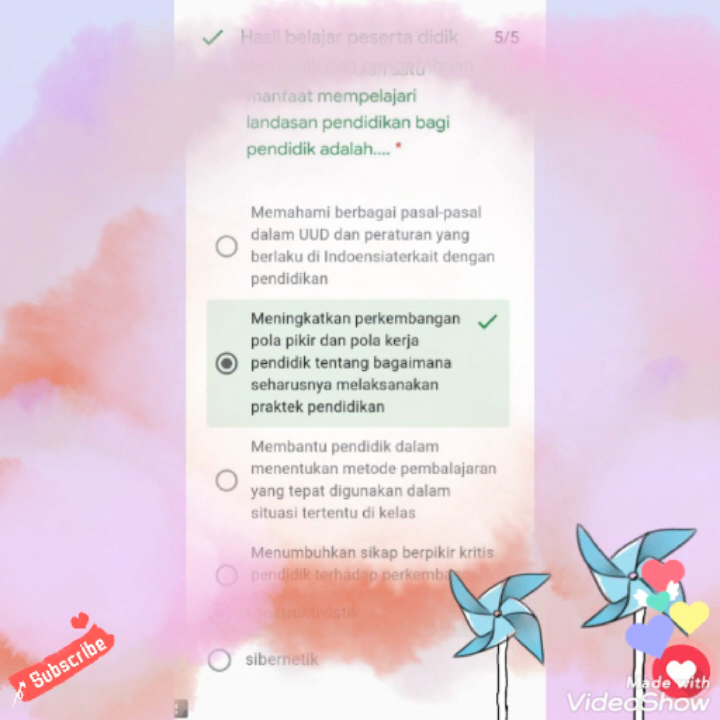 Hasil belajar peserta didik 5/5
satu
manfaat mempelajari
landasan pendidikan bagi
pendidik adalah.... *
Memahami berbagai pasal-pasal
dalam UUD dan peraturan yang
berlaku di Indoensiaterkait dengan
pendidikan
Meningkatkan perkembangan
pola pikir dan pola kerja
pendidik tentang bagaimana
seharusnya melaksanakan
praktek pendidikan
Membantu pendidik dalam
menentukan metode pembalajaran
yang tepat digunakan dalam
situasi tertentu di kelas
Menumbuhkan sikap berpikir kritis
pendidik terhadap
konstruktivistik
sibernetik
Subscribe
Made with
VideoShow